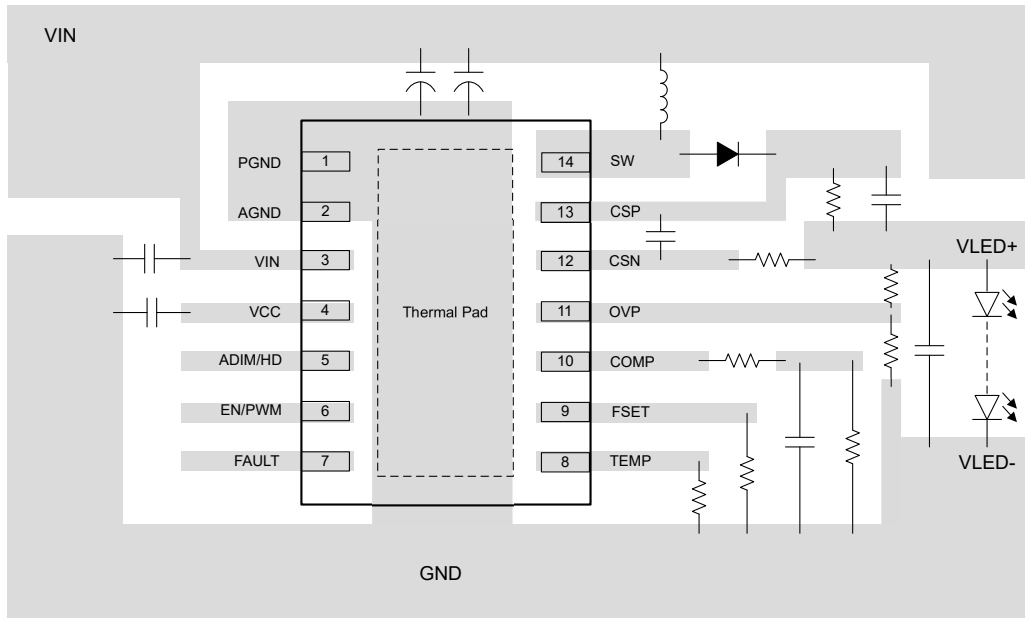 VIN
PGND 1
14 SW
AGND 2
13 CSP
VIN 3
12 CSN
VLED+
VCC 4
Thermal Pad
11 OVP
ADIM/HD 5
10 COMP
EN/PWM 6
9 FSET
FAULT 7
8 TEMP
VLED-
GND